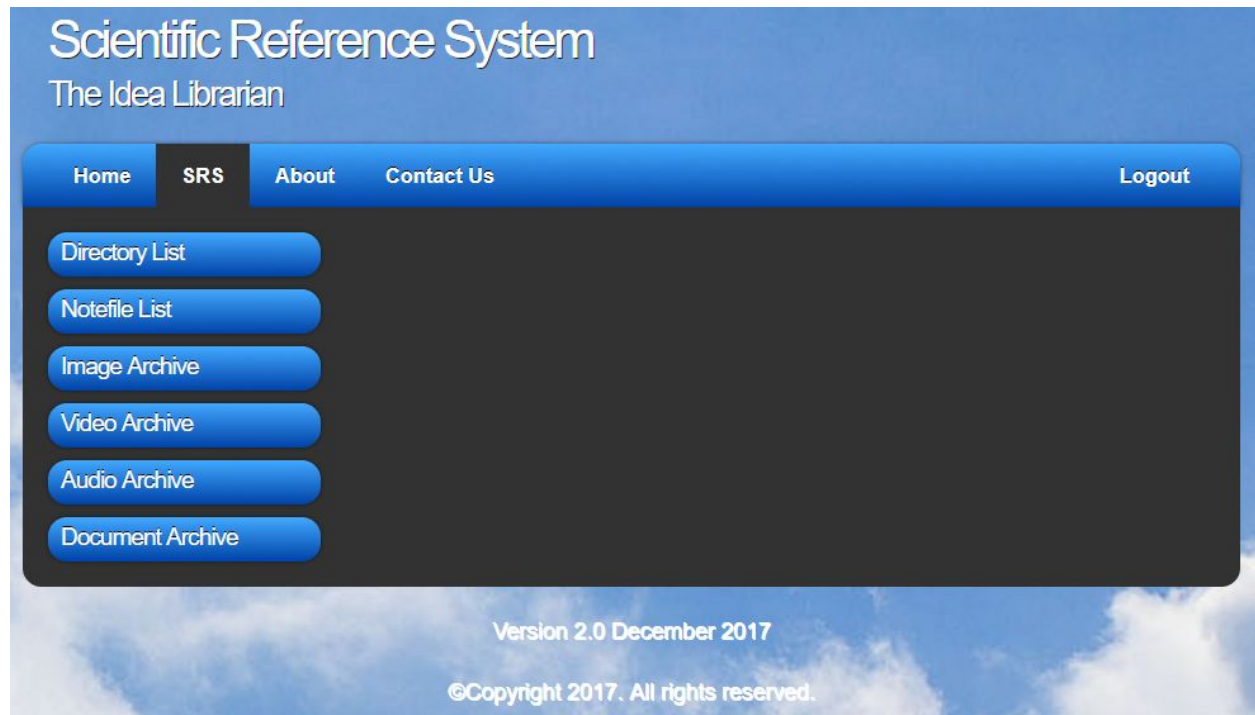 Scientific Reference System
The Idea Librarian
Home SRS About Contact Us Logout
Directory List
Notefile List
Image Archive
Video Archive
Audio Archive
Document Archive
Version 2.0 December 2017
©Copyright 2017. All rights reserved.